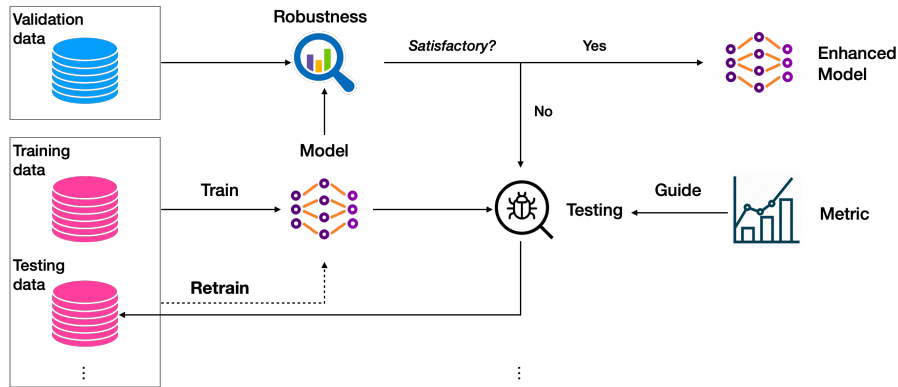 Validation
data
Robustness
Satisfactory?
Yes
Enhanced
Model
No
Training
data
Model
Train
Testing
Guide
Metric
Testing
data
Retrain